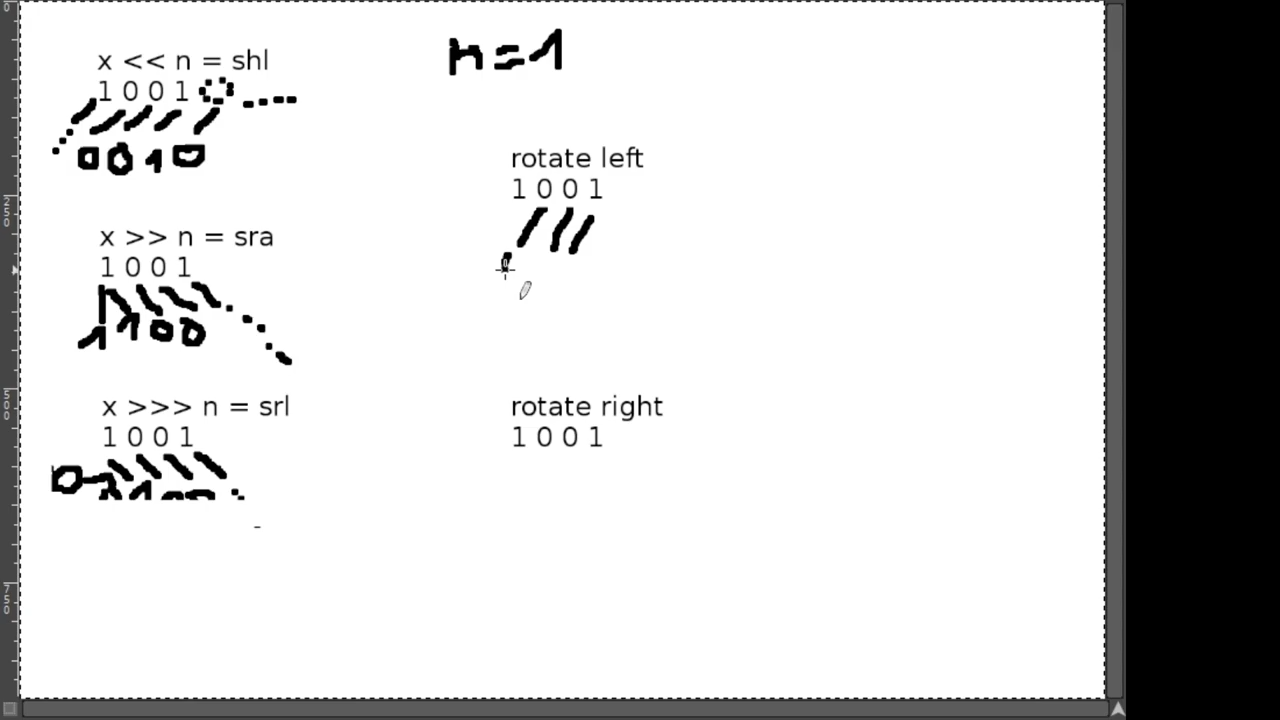 x << n = shl
1 0 0 1
0 0 1 0
x >> n = sra
1 0 0 1
1 1 0 0
x >>> n = srl
1 0 0 1
0
n=1
rotate left
1 0 0 1
rotate right
1 0 0 1